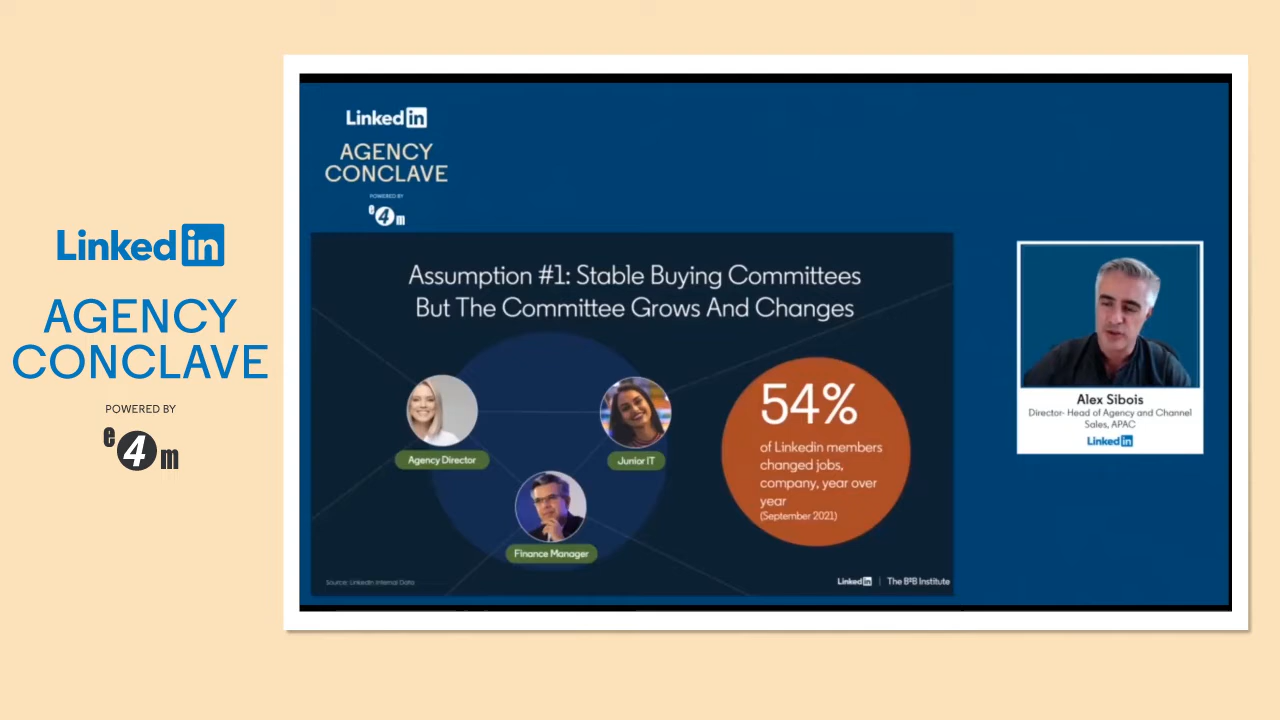 Linkedin
AGENCY
CONCLAVE
POWERED BY
e4m
Linkedin
AGENCY
CONCLAVE
POWERED BY
e4m
Assumption #1: Stable Buying Committees
But The Committee Grows And Changes
Agency Director
Junior IT
Finance Manager
54%
of Linkedin members
changed jobs,
company, year over
year
(September 2021)
Source: LinkedIn Internal Data
Linkedin | The B2B Institute
Alex Sibois
Director- Head of Agency and Channel
Sales, APAC
Linkedin